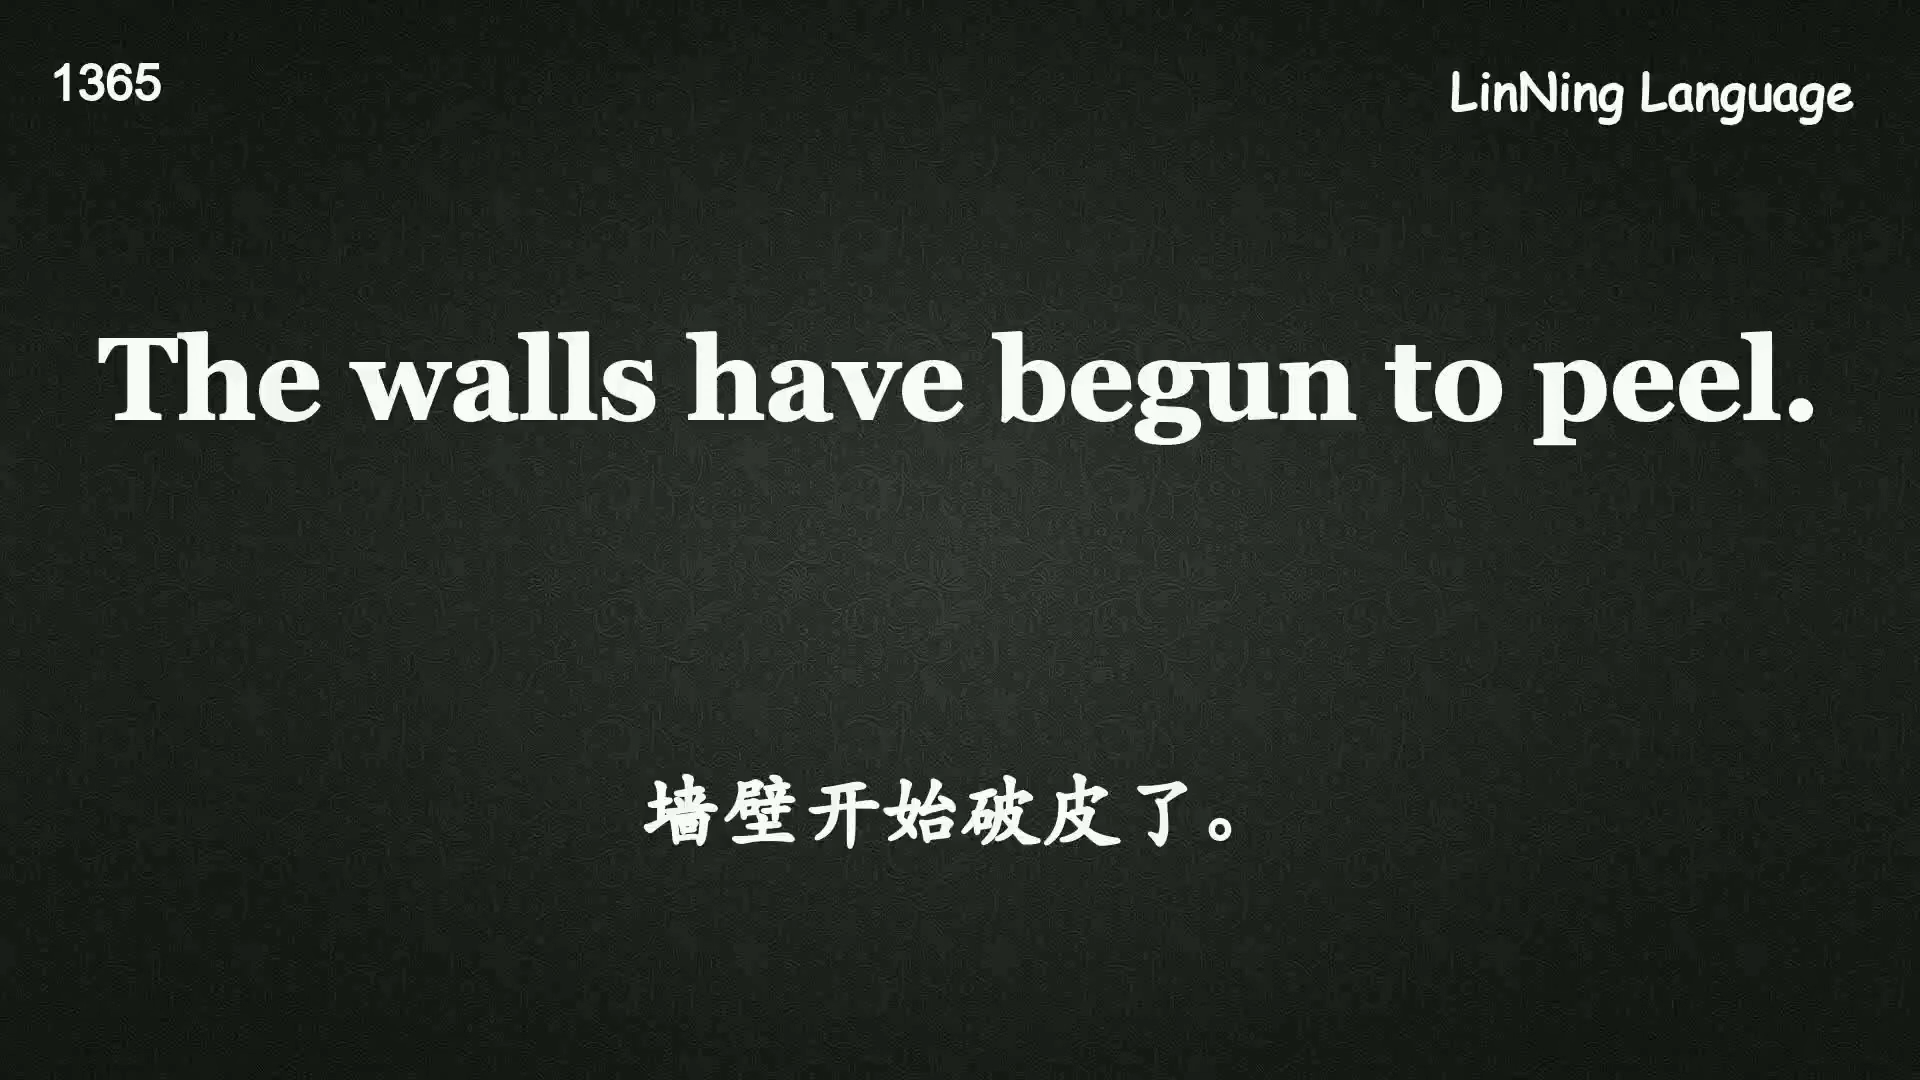 1365
LinNing Language
The walls have begun to peel.
墙壁开始破皮了。